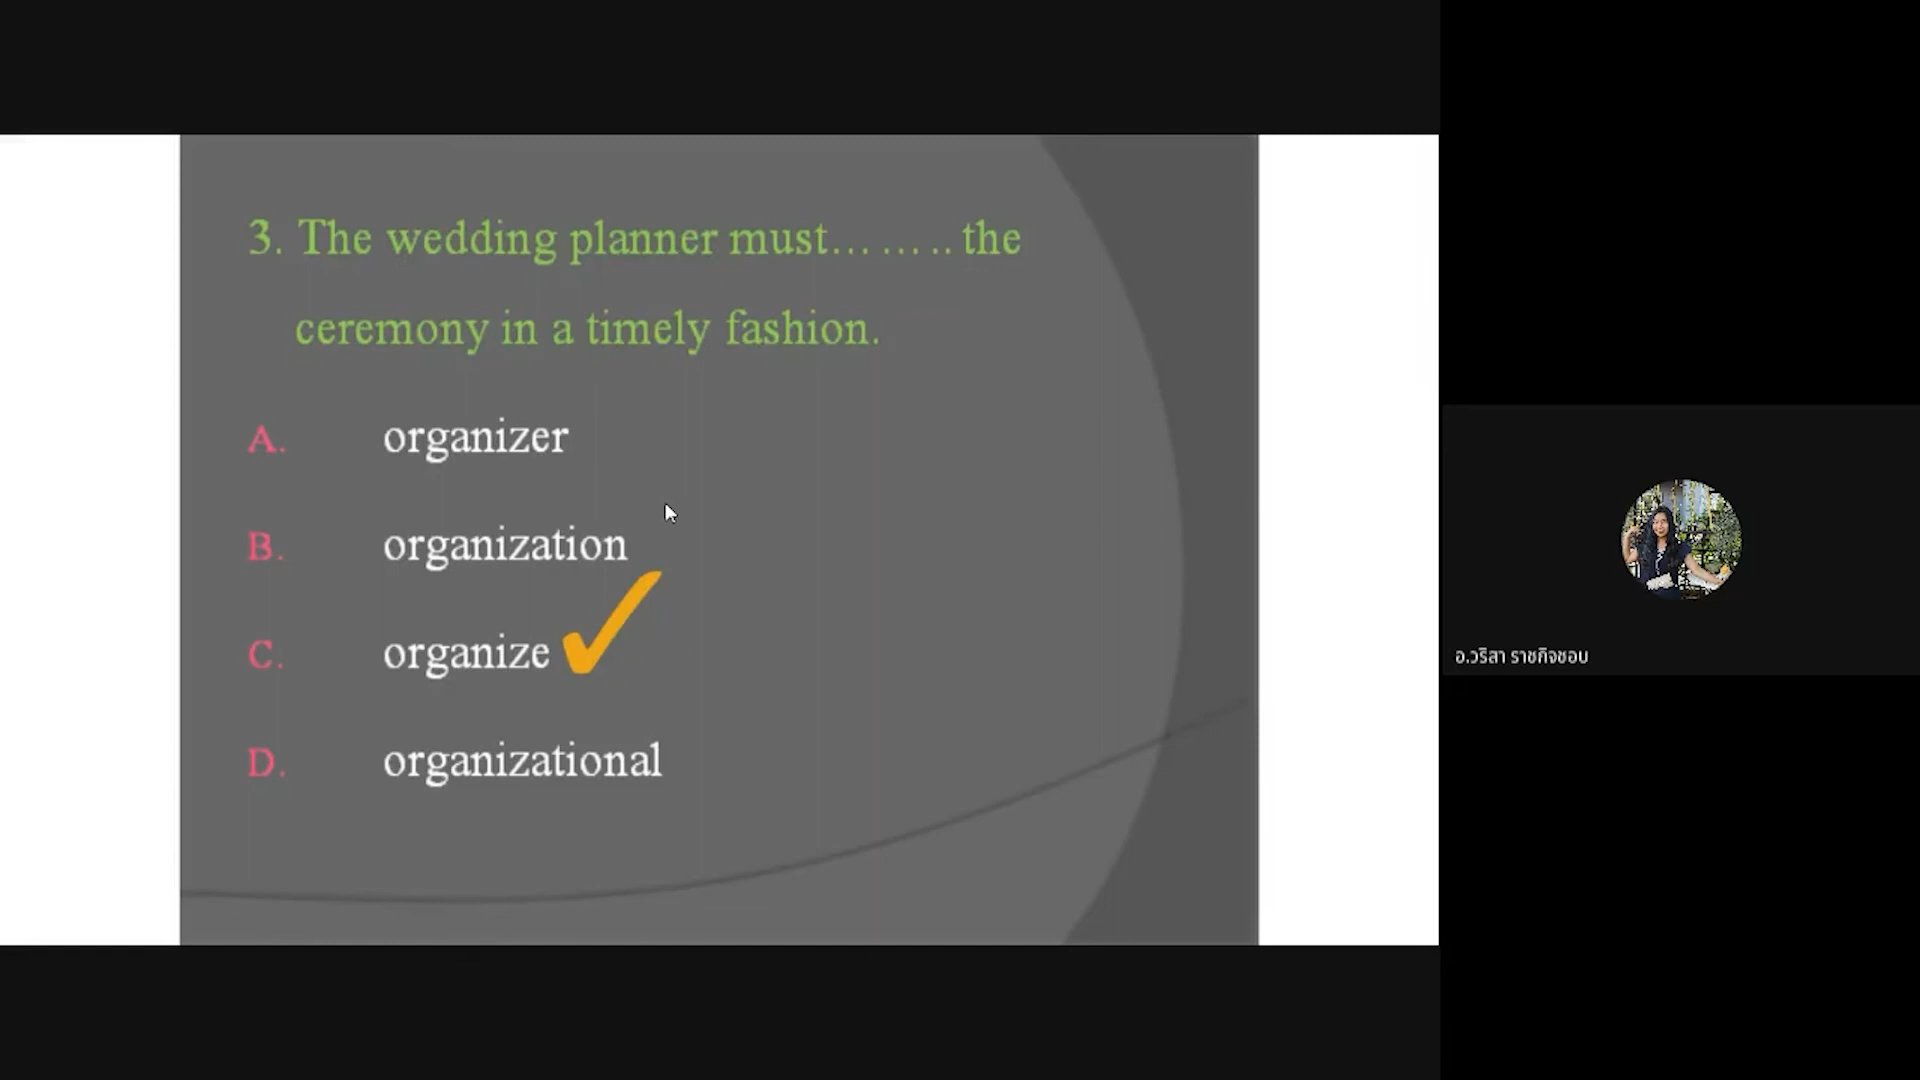 3. The wedding planner must… … .. the
ceremony in a timely fashion.
A. organizer
B. organization
C. organize
D. organizational
อ.วริสา ราชกิจชอบ